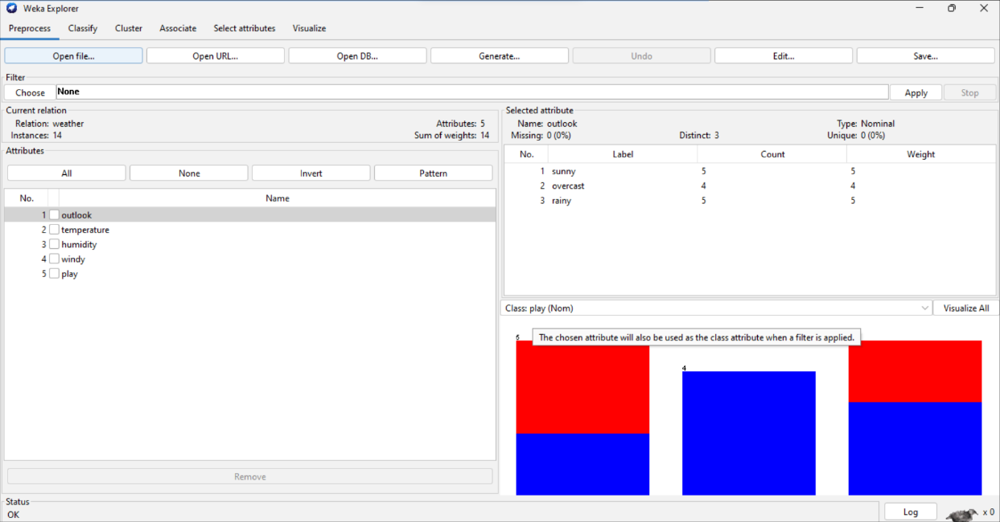 Weka Explorer
Preprocess Classify Cluster Associate Select attributes Visualize
Open file... Open URL... Open DB... Generate... Undo Edit... Save...
Filter
Choose None Apply Stop
Current relation
Relation: weather Attributes: 5
Instances: 14 Sum of weights: 14
Selected attribute
Name: outlook Type: Nominal
Missing: 0 (0%) Distinct: 3 Unique: 0 (0%)
Attributes
All None Invert Pattern
No. Name
1 outlook
2 temperature
3 humidity
4 windy
5 play
Remove
No. Label Count Weight
1 sunny 5 5
2 overcast 4 4
3 rainy 5 5
Class: play (Nom) Visualize All
The chosen attribute will also be used as the class attribute when a filter is applied.
5
4
Status
OK
Log x 0